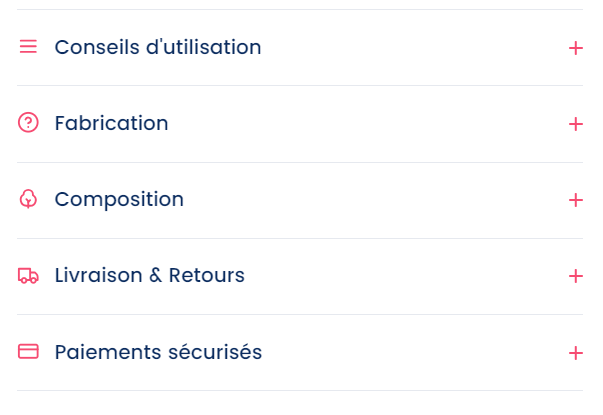 Conseils d'utilisation
Fabrication
Composition
Livraison & Retours
Paiements sécurisés